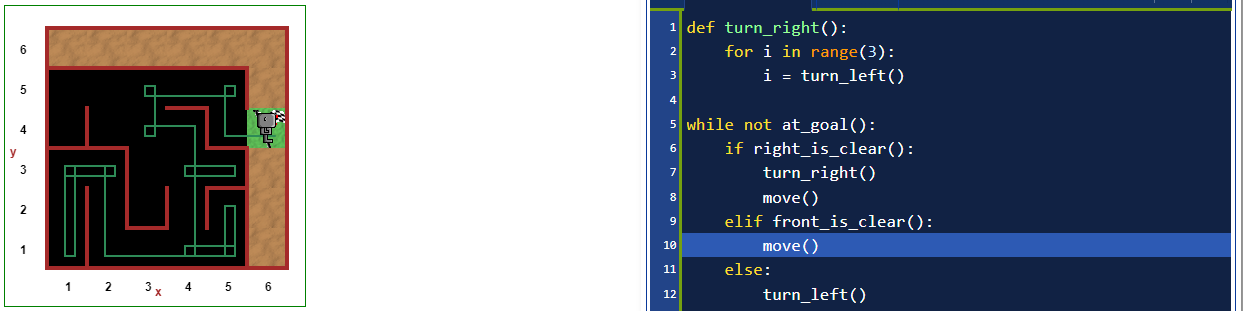 6
5
4
y
3
2
1
1 2 3 x 4 5 6
1 def turn_right():
2     for i in range(3):
3         i = turn_left()
4
5 while not at_goal():
6     if right_is_clear():
7         turn_right()
8         move()
9     elif front_is_clear():
10         move()
11     else:
12         turn_left()